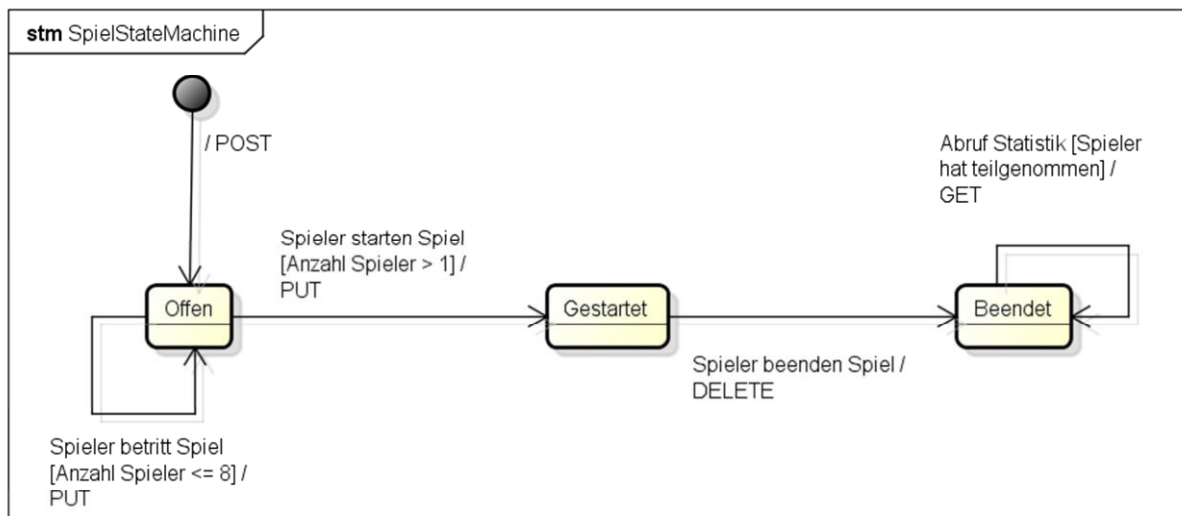 stm SpielStateMachine
/ POST
Abruf Statistik [Spieler
hat teilgenommen] /
GET
Spieler starten Spiel
[Anzahl Spieler > 1] /
PUT
Offen
Gestartet
Beendet
Spieler beenden Spiel /
DELETE
Spieler betritt Spiel
[Anzahl Spieler <= 8] /
PUT